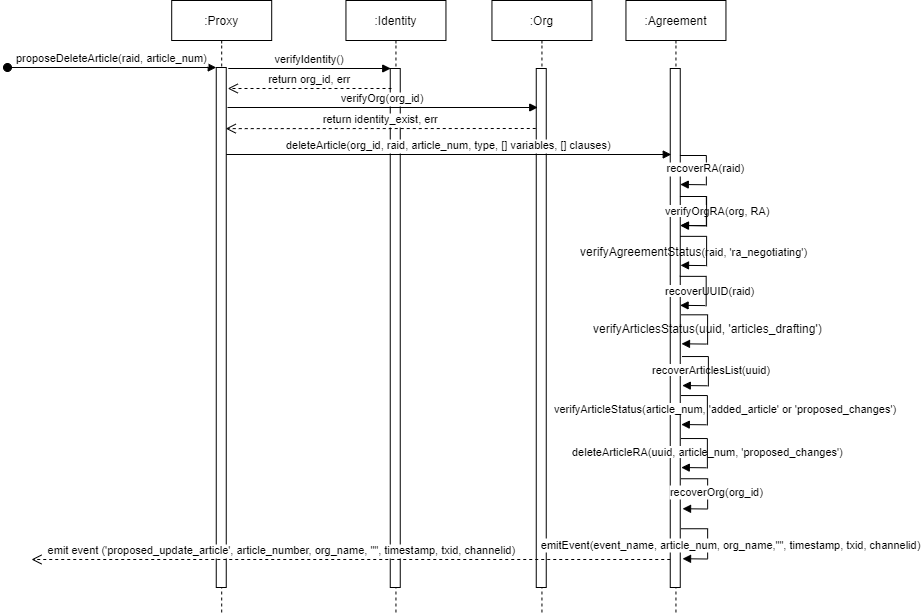 :Proxy
:Identity
:Org
:Agreement
proposeDeleteArticle(raid, article_num)
verifyIdentity()
return org_id, err
verifyOrg(org_id)
return identity_exist, err
deleteArticle(org_id, raid, article_num, type, [] variables, [] clauses)
recoverRA(raid)
verifyOrgRA(org, RA)
verifyAgreementStatus(raid, 'ra_negotiating')
recoverUUID(raid)
verifyArticlesStatus(uuid, 'articles_drafting')
recoverArticlesList(uuid)
verifyArticleStatus(article_num, 'added_article' or 'proposed_changes')
deleteArticleRA(uuid, article_num, 'proposed_changes')
recoverOrg(org_id)
emitEvent(event_name, article_num, org_name,"", timestamp, txid, channelid)
emit event ('proposed_update_article', article_number, org_name, "", timestamp, txid, channelid)